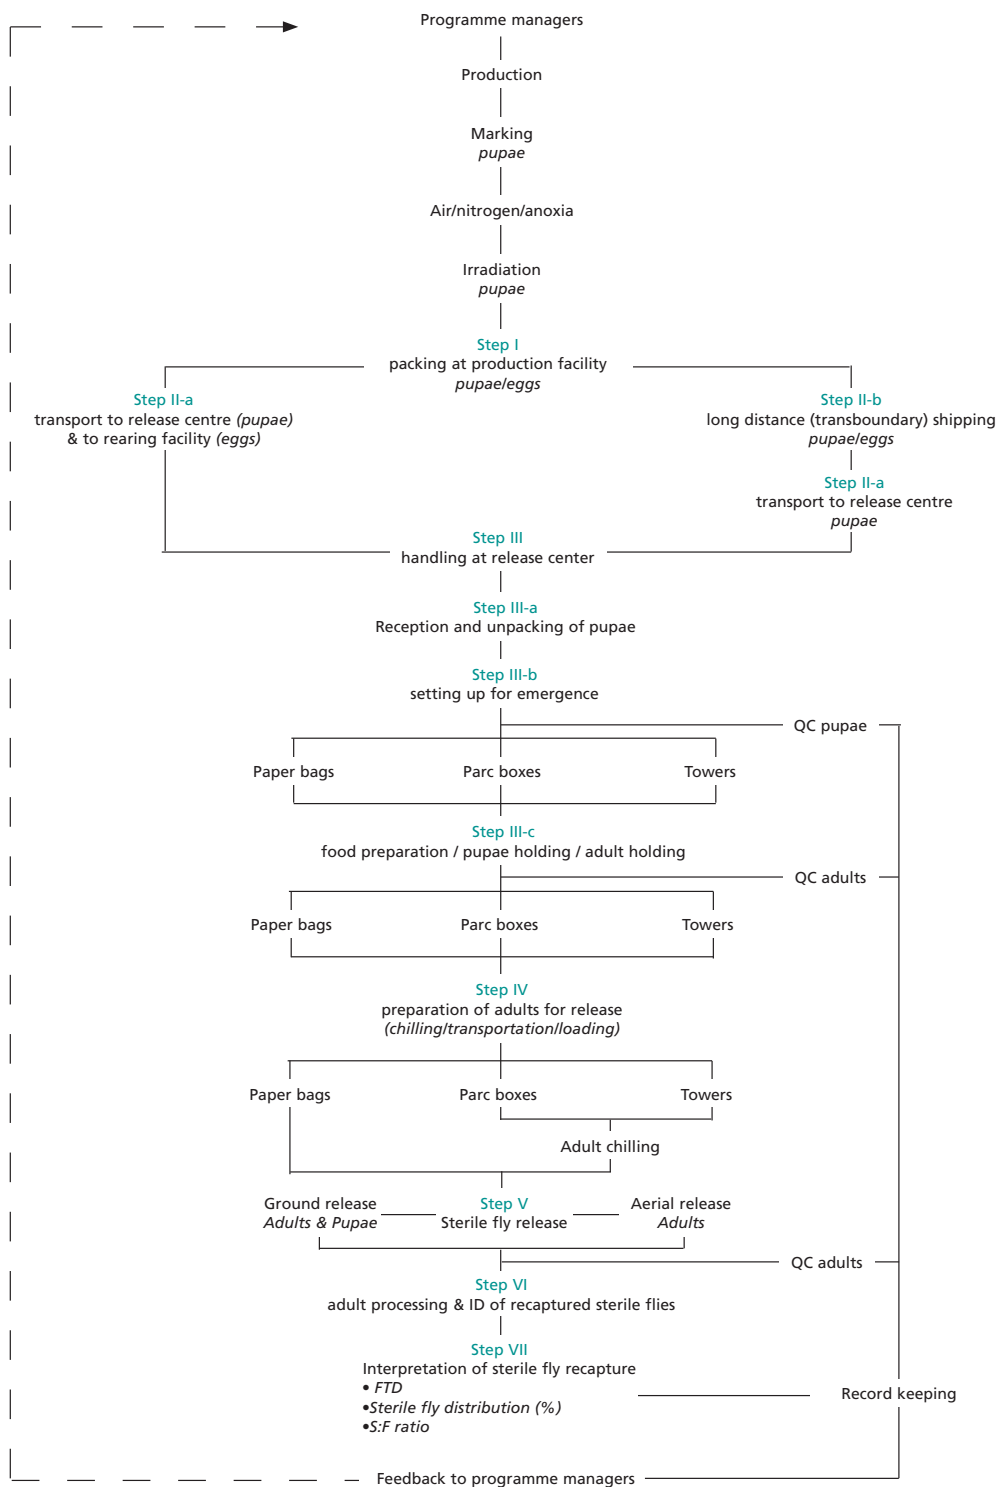 Programme managers
Production
Marking
pupae
Air/nitrogen/anoxia
Irradiation
pupae
Step I
packing at production facility
pupae/eggs
Step II-a
transport to release centre (pupae)
& to rearing facility (eggs)
Step II-b
long distance (transboundary) shipping
pupae/eggs
Step II-a
transport to release centre
pupae
Step III
handling at release center
Step III-a
Reception and unpacking of pupae
Step III-b
setting up for emergence
QC pupae
Paper bags
Parc boxes
Towers
Step III-c
food preparation / pupae holding / adult holding
QC adults
Paper bags
Parc boxes
Towers
Step IV
preparation of adults for release
(chilling/transportation/loading)
Paper bags
Parc boxes
Towers
Adult chilling
Ground release
Adults & Pupae
Step V
Sterile fly release
Aerial release
Adults
QC adults
Step VI
adult processing & ID of recaptured sterile flies
Step VII
Interpretation of sterile fly recapture
• FTD
•Sterile fly distribution (%)
•S:F ratio
Record keeping
Feedback to programme managers